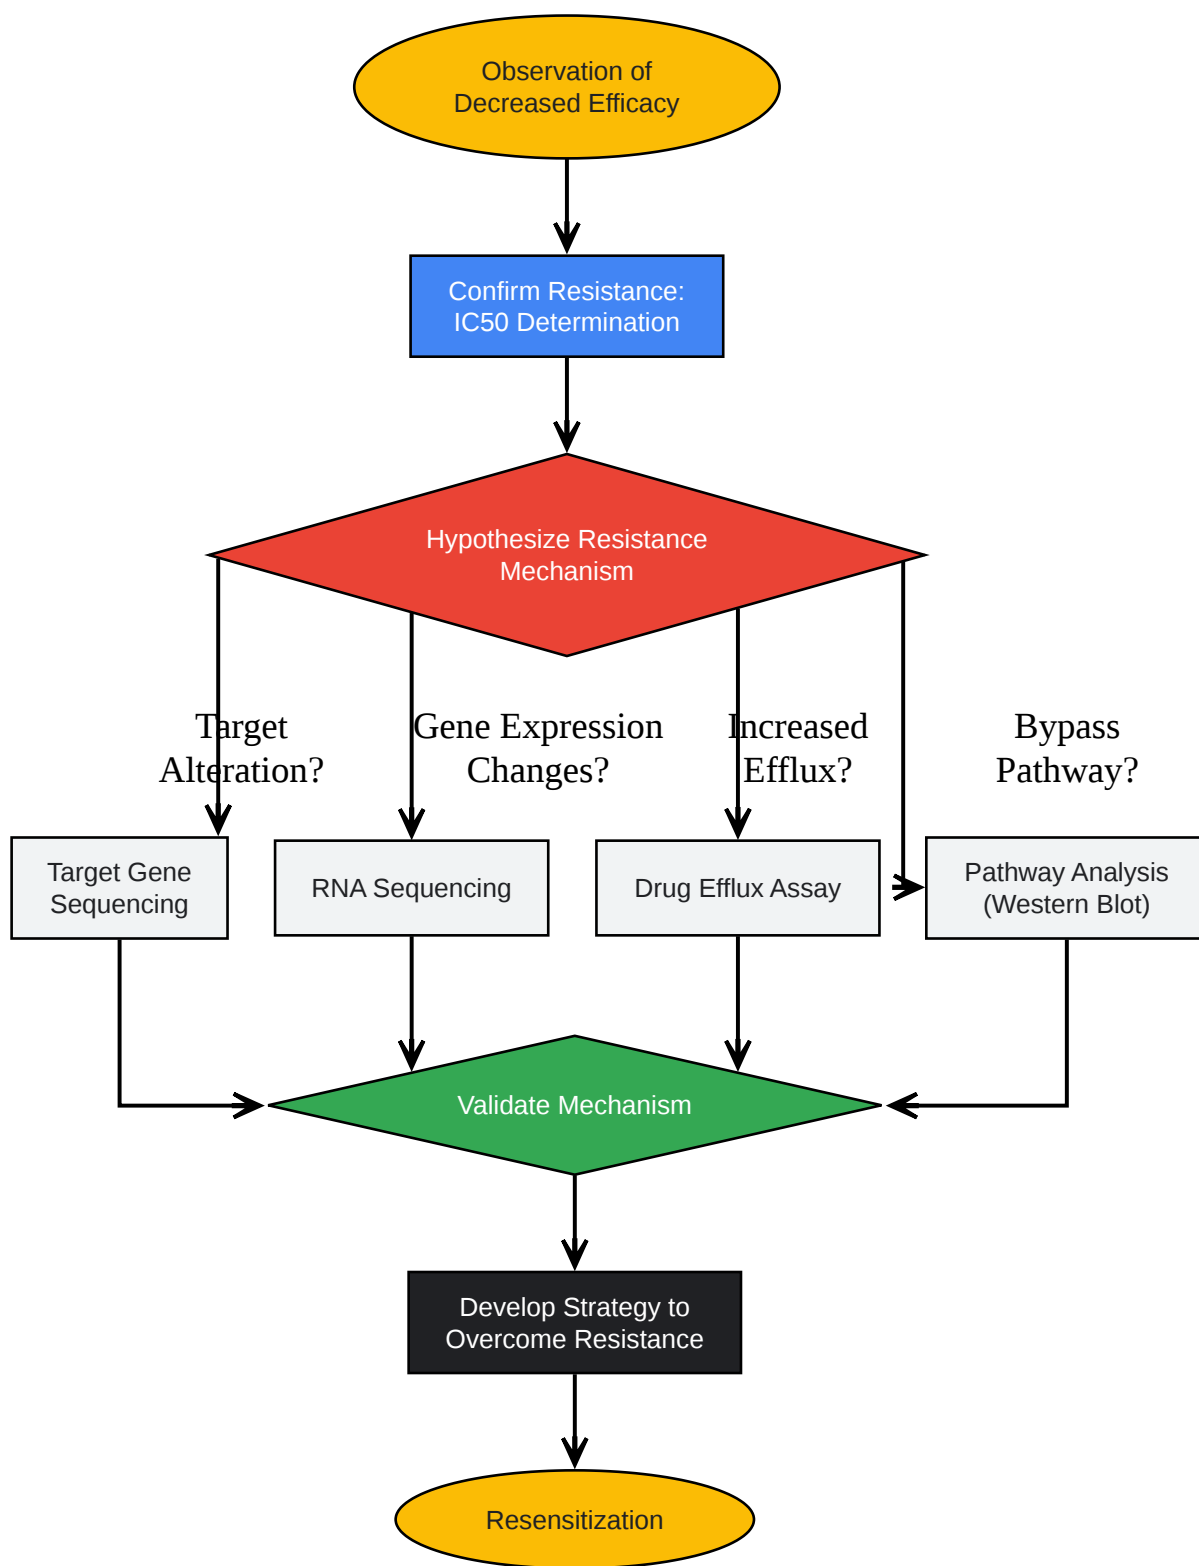 Observation of
Decreased Efficacy
Confirm Resistance:
IC50 Determination
Hypothesize Resistance
Mechanism
Target
Alteration?
Gene Expression
Changes?
Increased
Efflux?
Bypass
Pathway?
Target Gene
Sequencing
RNA Sequencing
Drug Efflux Assay
Pathway Analysis
(Western Blot)
Validate Mechanism
Develop Strategy to
Overcome Resistance
Resensitization